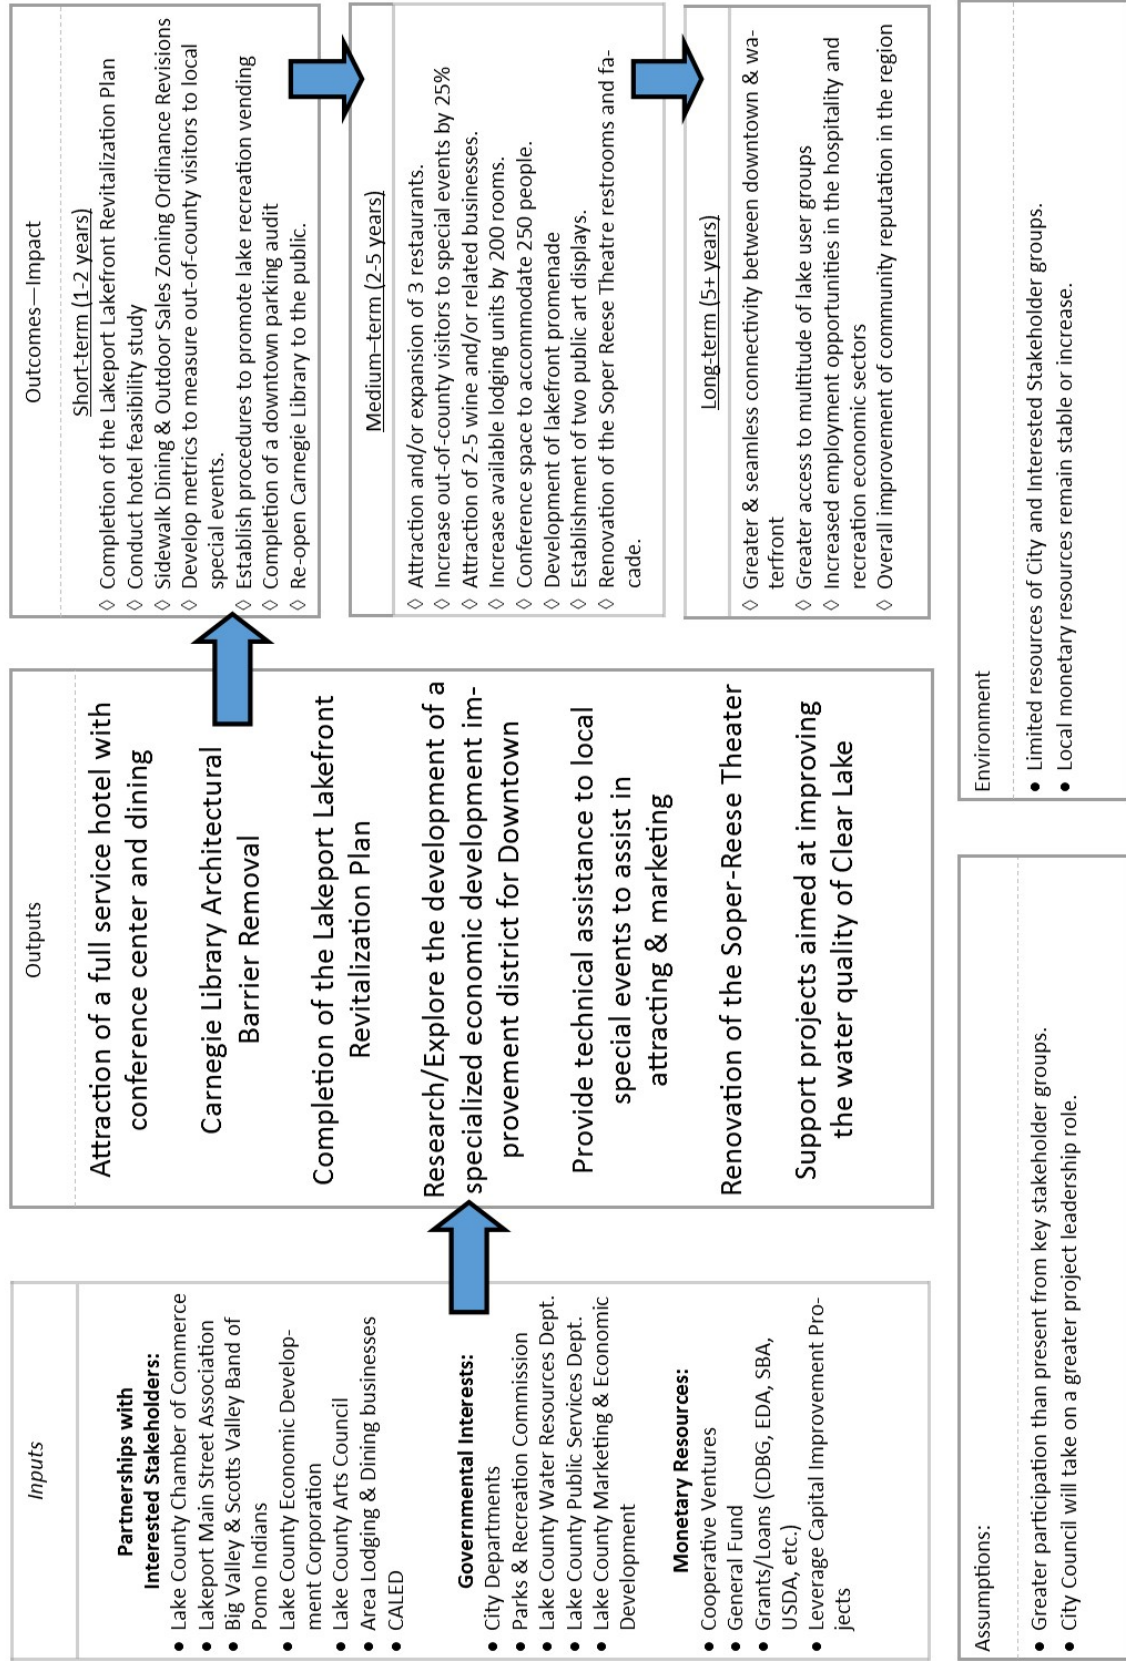 Inputs
Partnerships with
Interested Stakeholders:
● Lake County Chamber of Commerce
● Lakeport Main Street Association
● Big Valley & Scotts Valley Band of
Pomo Indians
● Lake County Economic Develop-
ment Corporation
● Lake County Arts Council
● Area Lodging & Dining businesses
● CALED
Governmental Interests:
● City Departments
● Parks & Recreation Commission
● Lake County Water Resources Dept.
● Lake County Public Services Dept.
● Lake County Marketing & Economic
Development
Monetary Resources:
● Cooperative Ventures
● General Fund
● Grants/Loans (CDBG, EDA, SBA,
USDA, etc.)
● Leverage Capital Improvement Pro-
jects
Outputs
Attraction of a full service hotel with
conference center and dining
Carnegie Library Architectural
Barrier Removal
Completion of the Lakeport Lakefront
Revitalization Plan
Research/Explore the development of a
specialized economic development im-
provement district for Downtown
Provide technical assistance to local
special events to assist in
attracting & marketing
Renovation of the Soper-Reese Theater
Support projects aimed at improving
the water quality of Clear Lake
Outcomes—Impact
Short-term (1-2 years)
◊ Completion of the Lakeport Lakefront Revitalization Plan
◊ Conduct hotel feasibility study
◊ Sidewalk Dining & Outdoor Sales Zoning Ordinance Revisions
◊ Develop metrics to measure out-of-county visitors to local
special events.
◊ Establish procedures to promote lake recreation vending
◊ Completion of a downtown parking audit
◊ Re-open Carnegie Library to the public.
Medium–term (2-5 years)
◊ Attraction and/or expansion of 3 restaurants.
◊ Increase out-of-county visitors to special events by 25%
◊ Attraction of 2-5 wine and/or related businesses.
◊ Increase available lodging units by 200 rooms.
◊ Conference space to accommodate 250 people.
◊ Development of lakefront promenade
◊ Establishment of two public art displays.
◊ Renovation of the Soper Reese Theatre restrooms and fa-
cade.
Long-term (5+ years)
◊ Greater & seamless connectivity between downtown & wa-
terfront
◊ Greater access to multitude of lake user groups
◊ Increased employment opportunities in the hospitality and
recreation economic sectors
◊ Overall improvement of community reputation in the region
Assumptions:
● Greater participation than present from key stakeholder groups.
● City Council will take on a greater project leadership role.
Environment
● Limited resources of City and Interested Stakeholder groups.
● Local monetary resources remain stable or increase.